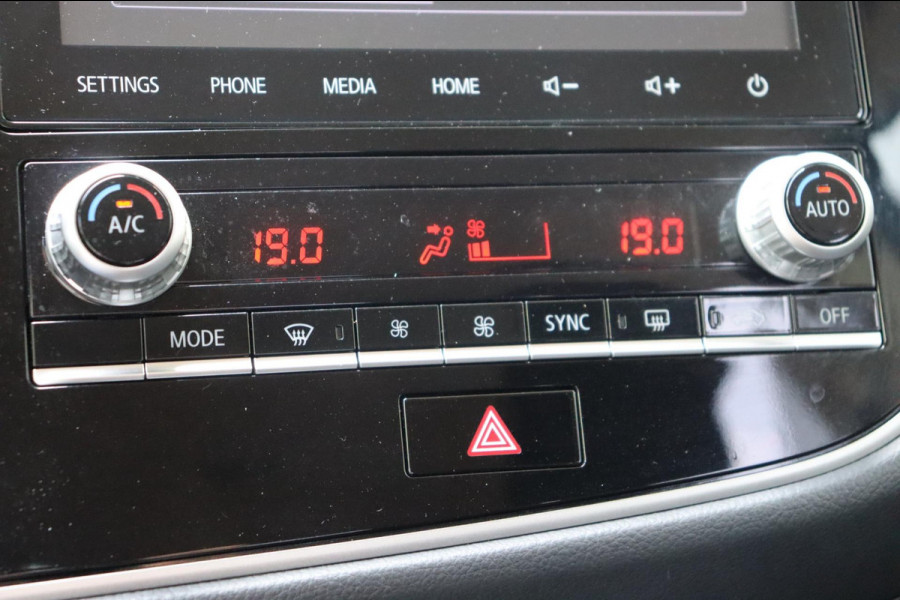 SETTINGS PHONE MEDIA HOME
A/C 19.0 19.0 AUTO
MODE SYNC OFF